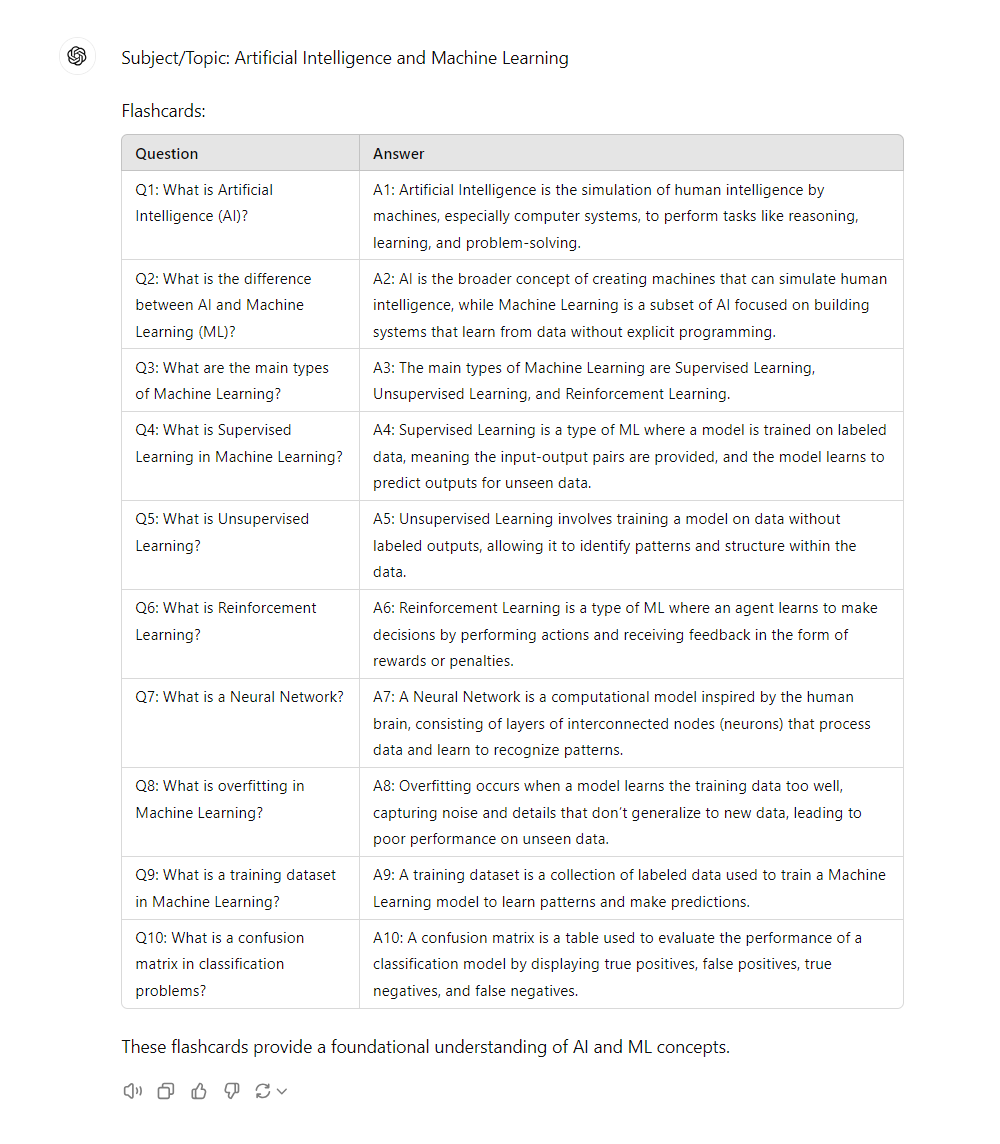 Subject/Topic: Artificial Intelligence and Machine Learning
Flashcards:
Question
Answer
Q1: What is Artificial
Intelligence (AI)?
A1: Artificial Intelligence is the simulation of human intelligence by
machines, especially computer systems, to perform tasks like reasoning,
learning, and problem-solving.
Q2: What is the difference
between AI and Machine
Learning (ML)?
A2: AI is the broader concept of creating machines that can simulate human
intelligence, while Machine Learning is a subset of AI focused on building
systems that learn from data without explicit programming.
Q3: What are the main types
of Machine Learning?
A3: The main types of Machine Learning are Supervised Learning,
Unsupervised Learning, and Reinforcement Learning.
Q4: What is Supervised
Learning in Machine Learning?
A4: Supervised Learning is a type of ML where a model is trained on labeled
data, meaning the input-output pairs are provided, and the model learns to
predict outputs for unseen data.
Q5: What is Unsupervised
Learning?
A5: Unsupervised Learning involves training a model on data without
labeled outputs, allowing it to identify patterns and structure within the
data.
Q6: What is Reinforcement
Learning?
A6: Reinforcement Learning is a type of ML where an agent learns to make
decisions by performing actions and receiving feedback in the form of
rewards or penalties.
Q7: What is a Neural Network?
A7: A Neural Network is a computational model inspired by the human
brain, consisting of layers of interconnected nodes (neurons) that process
data and learn to recognize patterns.
Q8: What is overfitting in
Machine Learning?
A8: Overfitting occurs when a model learns the training data too well,
capturing noise and details that don't generalize to new data, leading to
poor performance on unseen data.
Q9: What is a training dataset
in Machine Learning?
A9: A training dataset is a collection of labeled data used to train a Machine
Learning model to learn patterns and make predictions.
Q10: What is a confusion
matrix in classification
problems?
A10: A confusion matrix is a table used to evaluate the performance of a
classification model by displaying true positives, false positives, true
negatives, and false negatives.
These flashcards provide a foundational understanding of AI and ML concepts.